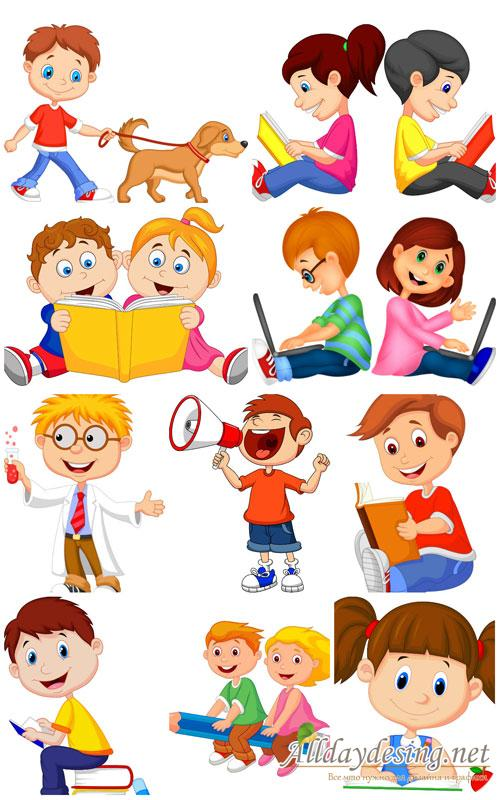 Alldaydesing.net
Все что нужно для дизайна и графики